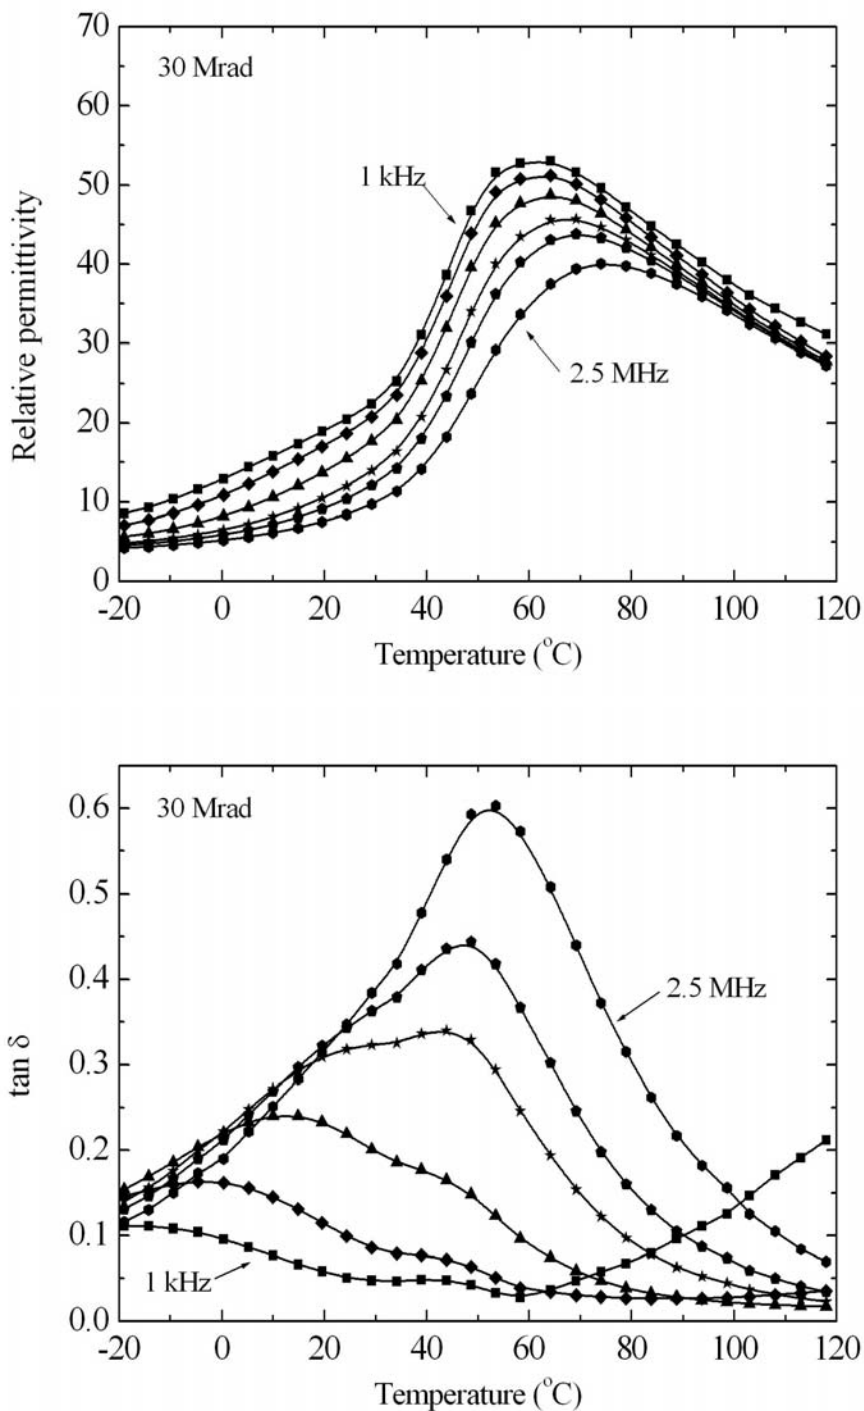 70
30 Mrad
60
50
1 kHz
40
30
2.5 MHz
20
10
0
-20 0 20 40 60 80 100 120
Relative permittivity
Temperature (°C)
30 Mrad
0.6
0.5
0.4
2.5 MHz
0.3
0.2
0.1
1 kHz
0.0
-20 0 20 40 60 80 100 120
tan δ
Temperature (°C)